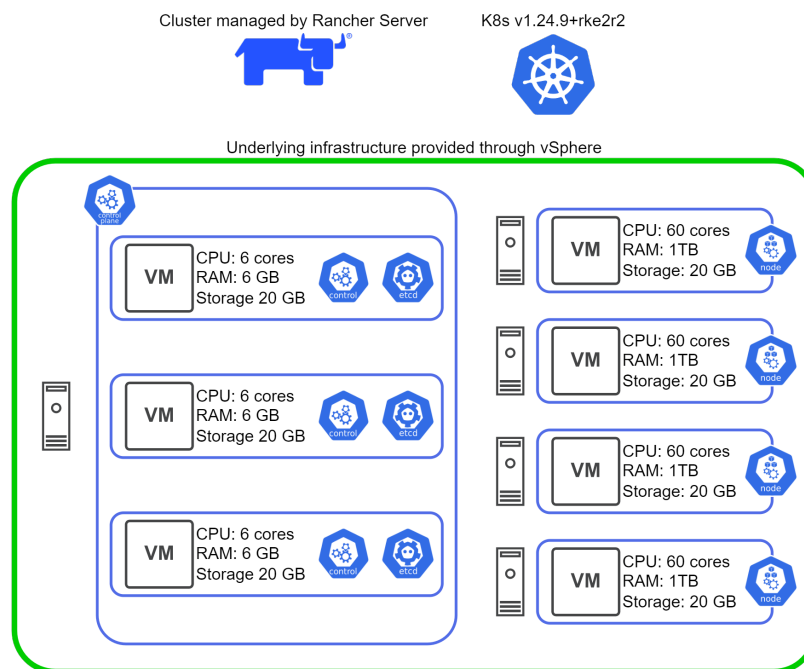 Cluster managed by Rancher Server
K8s v1.24.9+rke2r2
®
Underlying infrastructure provided through vSphere
control
plane
VM
CPU: 6 cores
RAM: 6 GB
Storage 20 GB
control
etcd
VM
CPU: 6 cores
RAM: 6 GB
Storage 20 GB
control
etcd
VM
CPU: 6 cores
RAM: 6 GB
Storage 20 GB
control
etcd
VM
CPU: 60 cores
RAM: 1TB
Storage: 20 GB
node
VM
CPU: 60 cores
RAM: 1TB
Storage: 20 GB
node
VM
CPU: 60 cores
RAM: 1TB
Storage: 20 GB
node
VM
CPU: 60 cores
RAM: 1TB
Storage: 20 GB
node